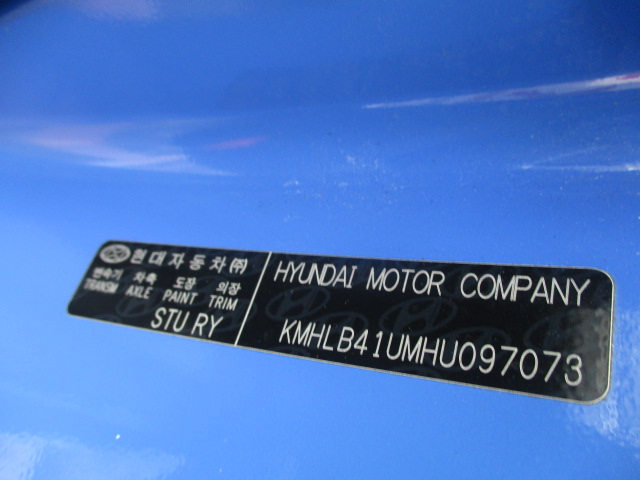 현대자동차(주)
변속기 차축 도장 의장
TRANSM AXLE PAINT TRIM
STU RY
HYUNDAI MOTOR COMPANY
KMHLB41UMHU097073